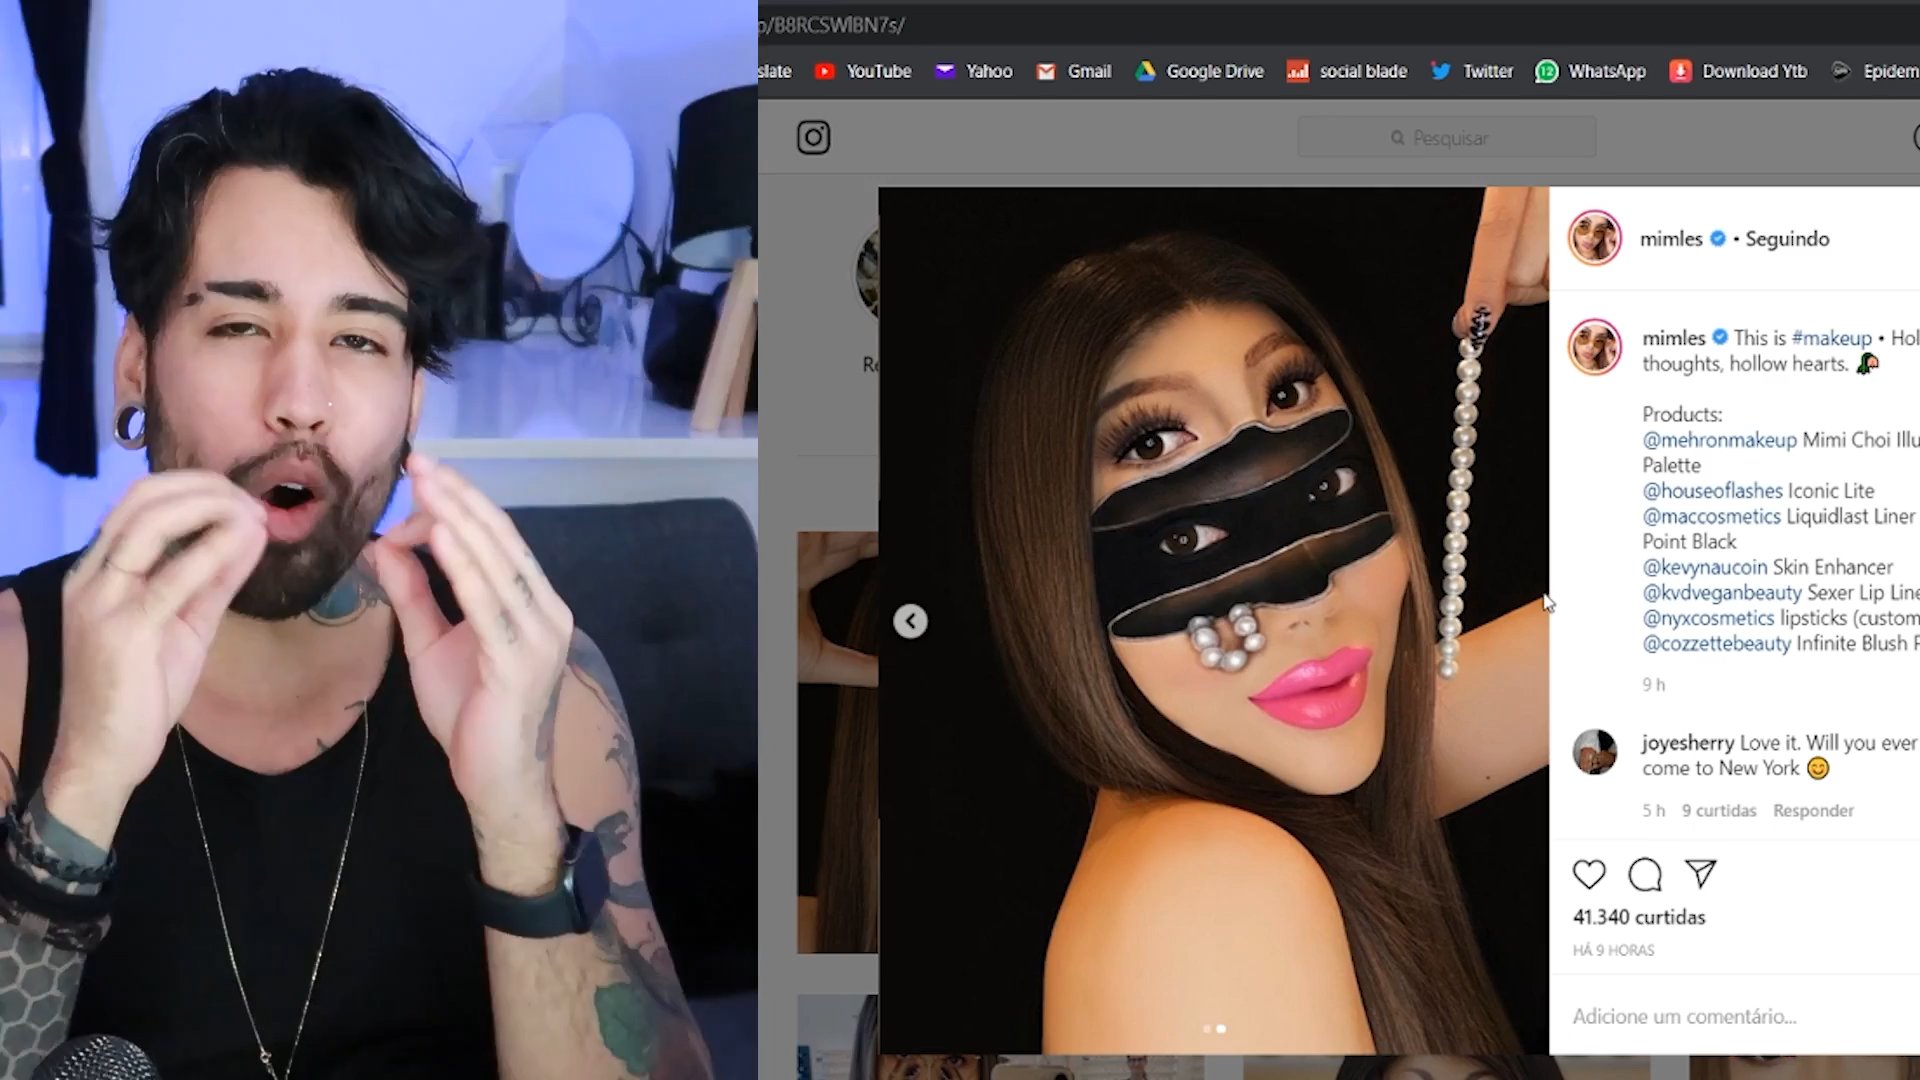 p/B8RCSWlBN7s/
slate YouTube Yahoo Gmail Google Drive social blade Twitter 12 WhatsApp Download Ytb Epidem
Pesquisar
mimles • Seguindo
mimles This is #makeup • Hol
thoughts, hollow hearts.
Products:
@mehronmakeup Mimi Choi Illu
Palette
@houseoflashes Iconic Lite
@maccosmetics Liquidlast Liner
Point Black
@kevynaucoin Skin Enhancer
@kvdveganbeauty Sexer Lip Line
@nyxcosmetics lipsticks (custom
@cozzettebeauty Infinite Blush P
9 h
joyesherry Love it. Will you ever
come to New York
5 h 9 curtidas Responder
41.340 curtidas
HÁ 9 HORAS
Adicione um comentário...
Re